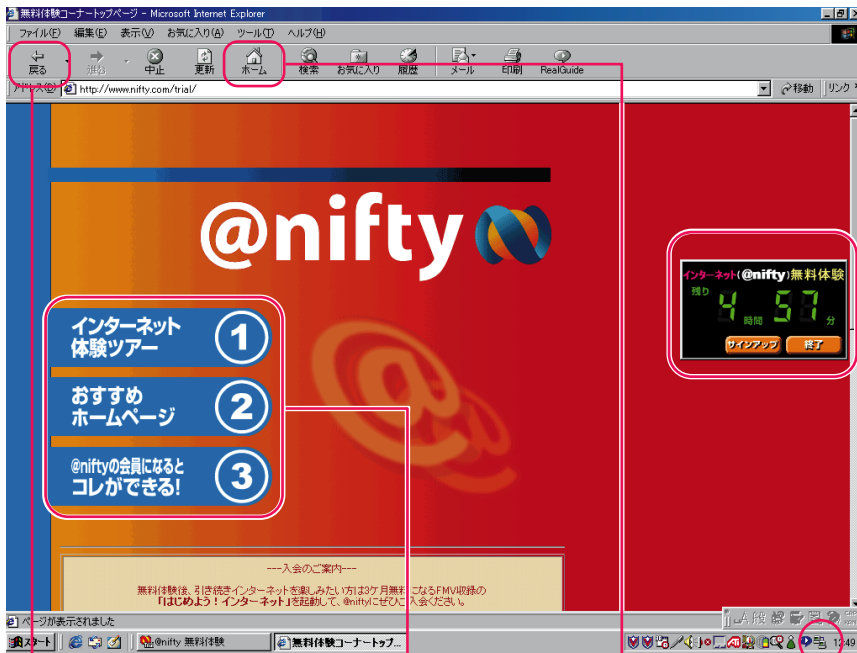 無料体験コーナートップページ - Microsoft Internet Explorer
ファイル(F) 編集(E) 表示(V) お気に入り(A) ツール(T) ヘルプ(H)
戻る 進む 中止 更新 ホーム 検索 お気に入り 履歴 メール 印刷 RealGuide
アドレス(D) http://www.nifty.com/trial/ 移動 リンク
@nifty
インターネット(@nifty)無料体験
残り 4 時間 57 分
サインアップ 終了
インターネット
体験ツアー 1
おすすめ
ホームページ 2
@niftyの会員になると
コレができる! 3
---入会のご案内---
無料体験後、引き続きインターネットを楽しみたい方は3ケ月無料になるFMV収録の
「はじめよう!インターネット」を起動して、@niftyにぜひご入会ください。
ページが表示されました
スタート @nifty 無料体験 無料体験コーナートップ... 12:49